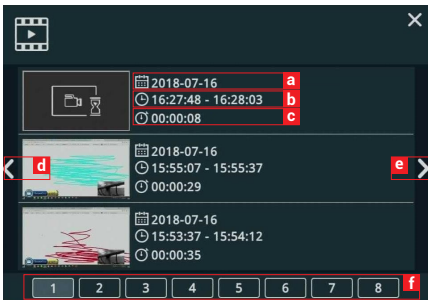 2018-07-16 a
16:27:48 - 16:28:03 b
00:00:08 c
2018-07-16
d 15:55:07 - 15:55:37 e
00:00:29
2018-07-16
15:53:37 - 15:54:12
00:00:35
1 2 3 4 5 6 7 8 f